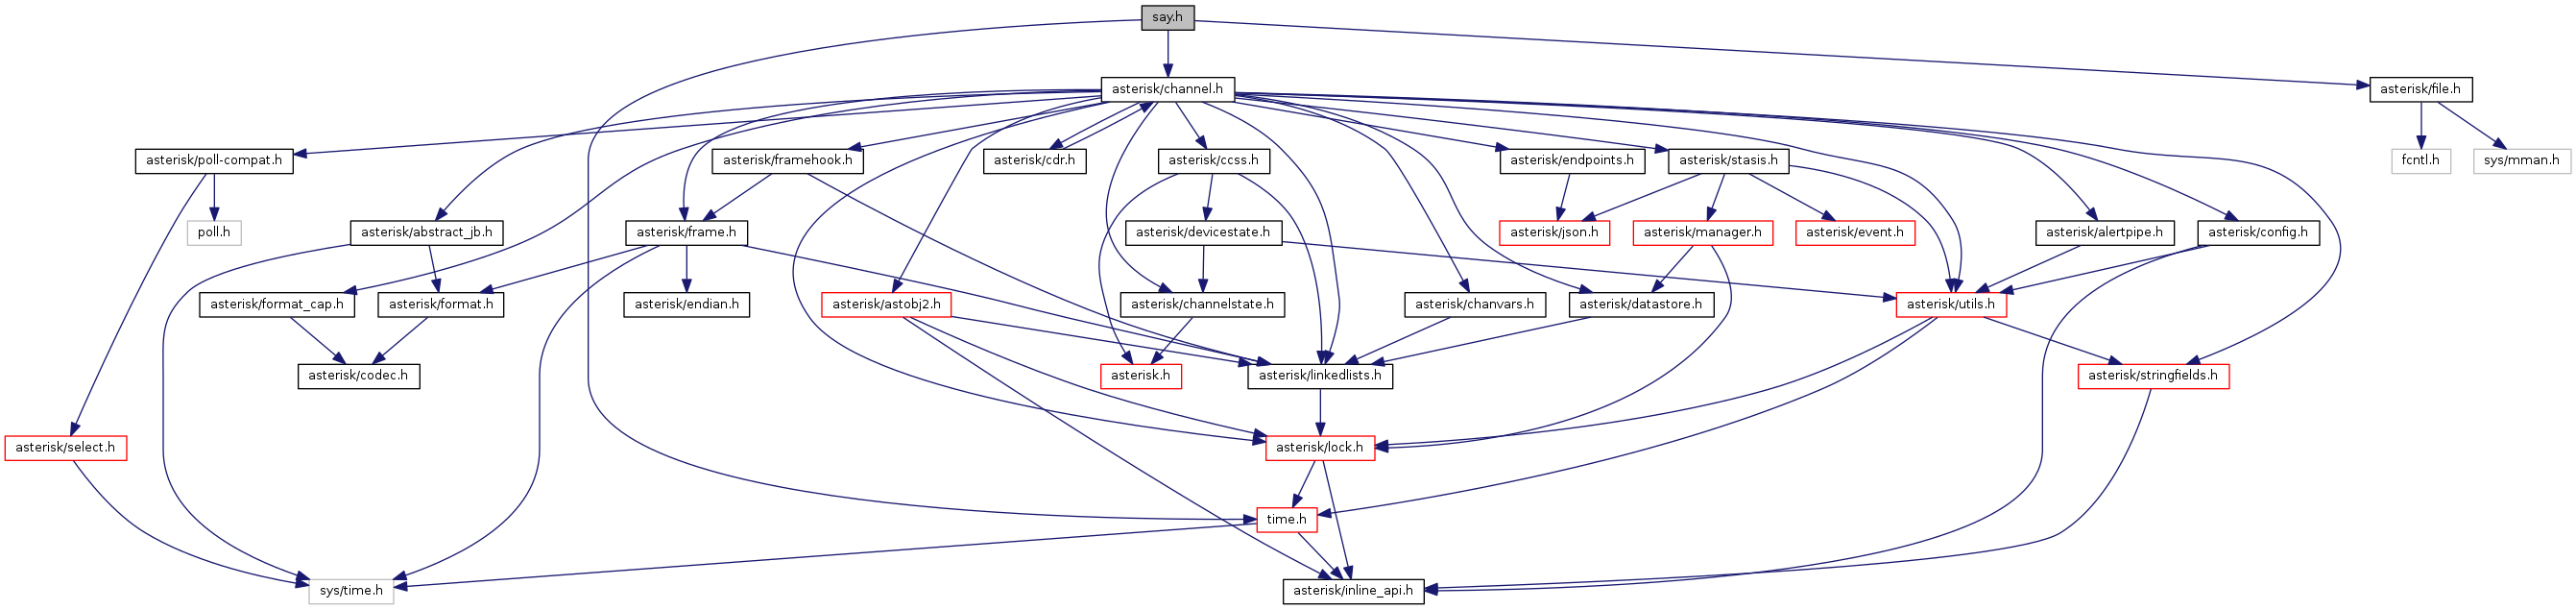 say.h
asterisk/channel.h
asterisk/file.h
asterisk/poll-compat.h
asterisk/framehook.h
asterisk/cdr.h
asterisk/ccss.h
asterisk/endpoints.h
asterisk/stasis.h
fcntl.h
sys/mman.h
poll.h
asterisk/abstract_jb.h
asterisk/frame.h
asterisk/devicestate.h
asterisk/json.h
asterisk/manager.h
asterisk/event.h
asterisk/alertpipe.h
asterisk/config.h
asterisk/format_cap.h
asterisk/format.h
asterisk/endian.h
asterisk/astobj2.h
asterisk/channelstate.h
asterisk/chanvars.h
asterisk/datastore.h
asterisk/utils.h
asterisk/codec.h
asterisk.h
asterisk/linkedlists.h
asterisk/stringfields.h
asterisk/select.h
asterisk/lock.h
time.h
sys/time.h
asterisk/inline_api.h